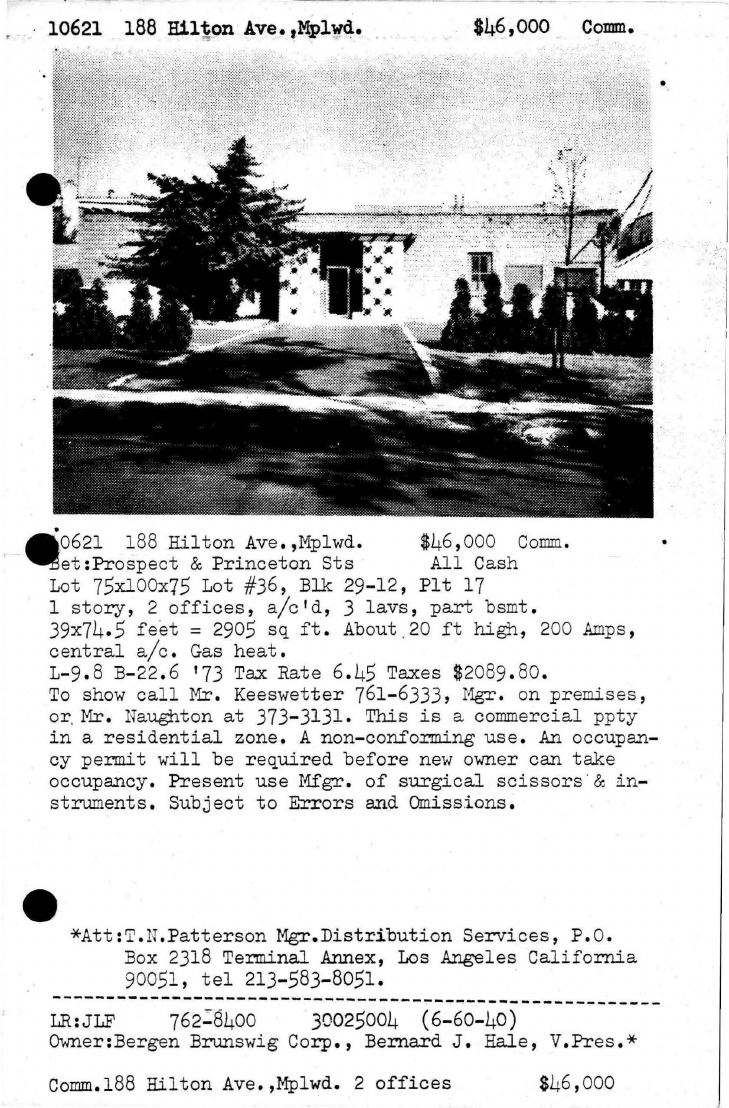 10621 188 Hilton Ave.,Mplwd. $46,000 Comm.
0621 188 Hilton Ave.,Mplwd. $46,000 Comm.
Bet:Prospect & Princeton Sts All Cash
Lot 75x100x75 Lot #36, Blk 29-12, Plt 17
1 story, 2 offices, a/c'd, 3 lavs, part bsmt.
39x74.5 feet = 2905 sq ft. About 20 ft high, 200 Amps,
central a/c. Gas heat.
L-9.8 B-22.6 '73 Tax Rate 6.45 Taxes $2089.80.
To show call Mr. Keeswetter 761-6333, Mgr. on premises,
or Mr. Naughton at 373-3131. This is a commercial ppty
in a residential zone. A non-conforming use. An occupan-
cy permit will be required before new owner can take
occupancy. Present use Mfgr. of surgical scissors & in-
struments. Subject to Errors and Omissions.
*Att:T.N.Patterson Mgr.Distribution Services, P.O.
Box 2318 Terminal Annex, Los Angeles California
90051, tel 213-583-8051.
LR:JLF 762-8400 30025004 (6-60-40)
Owner:Bergen Brunswig Corp., Bernard J. Hale, V.Pres.*
Comm.188 Hilton Ave.,Mplwd. 2 offices $46,000